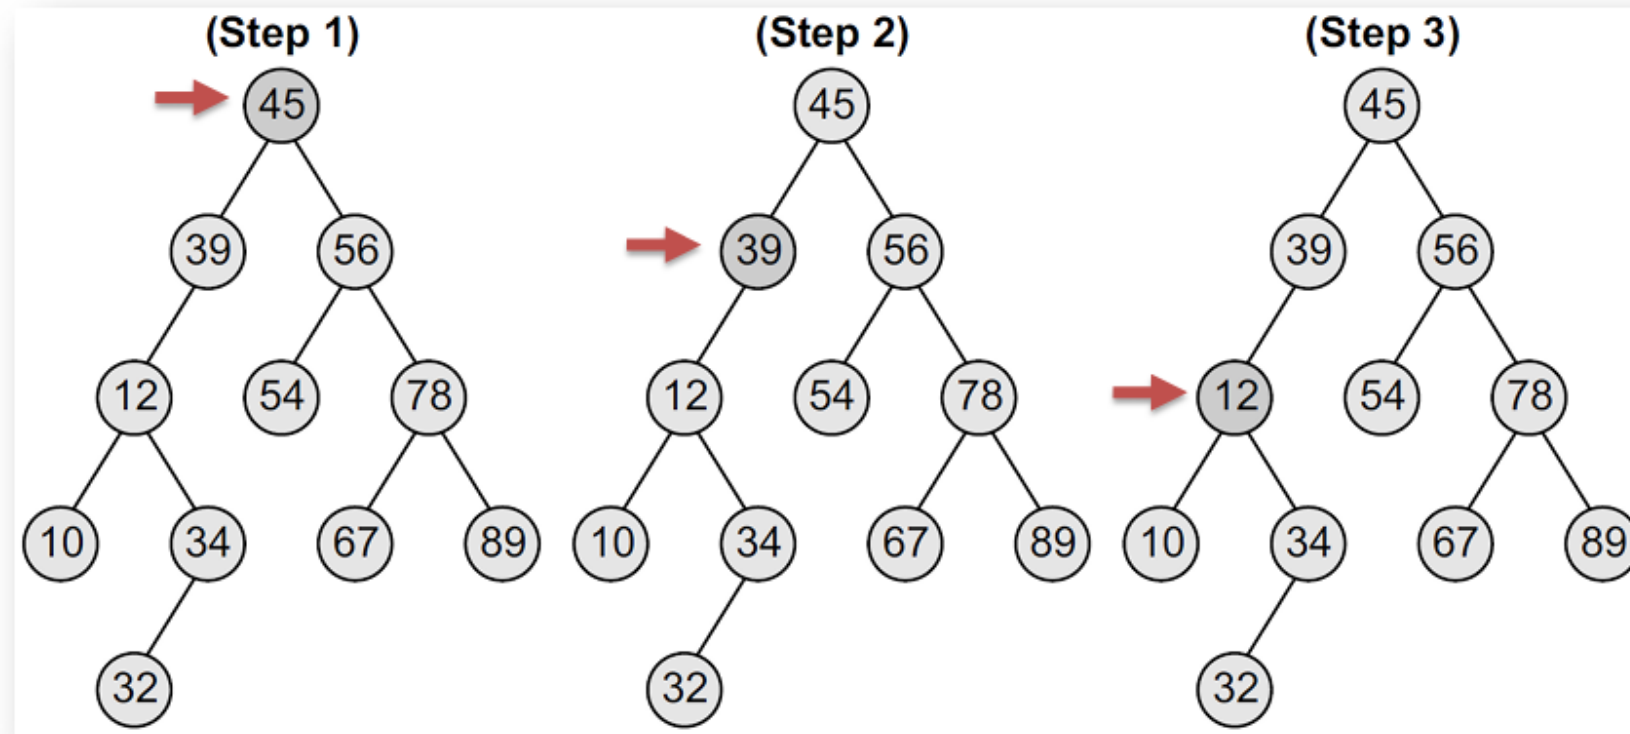 (Step 1) (Step 2) (Step 3)
45 45 45
39 56 39 56 39 56
12 54 78 12 54 78 12 54 78
10 34 67 89 10 34 67 89 10 34 67 89
32 32 32